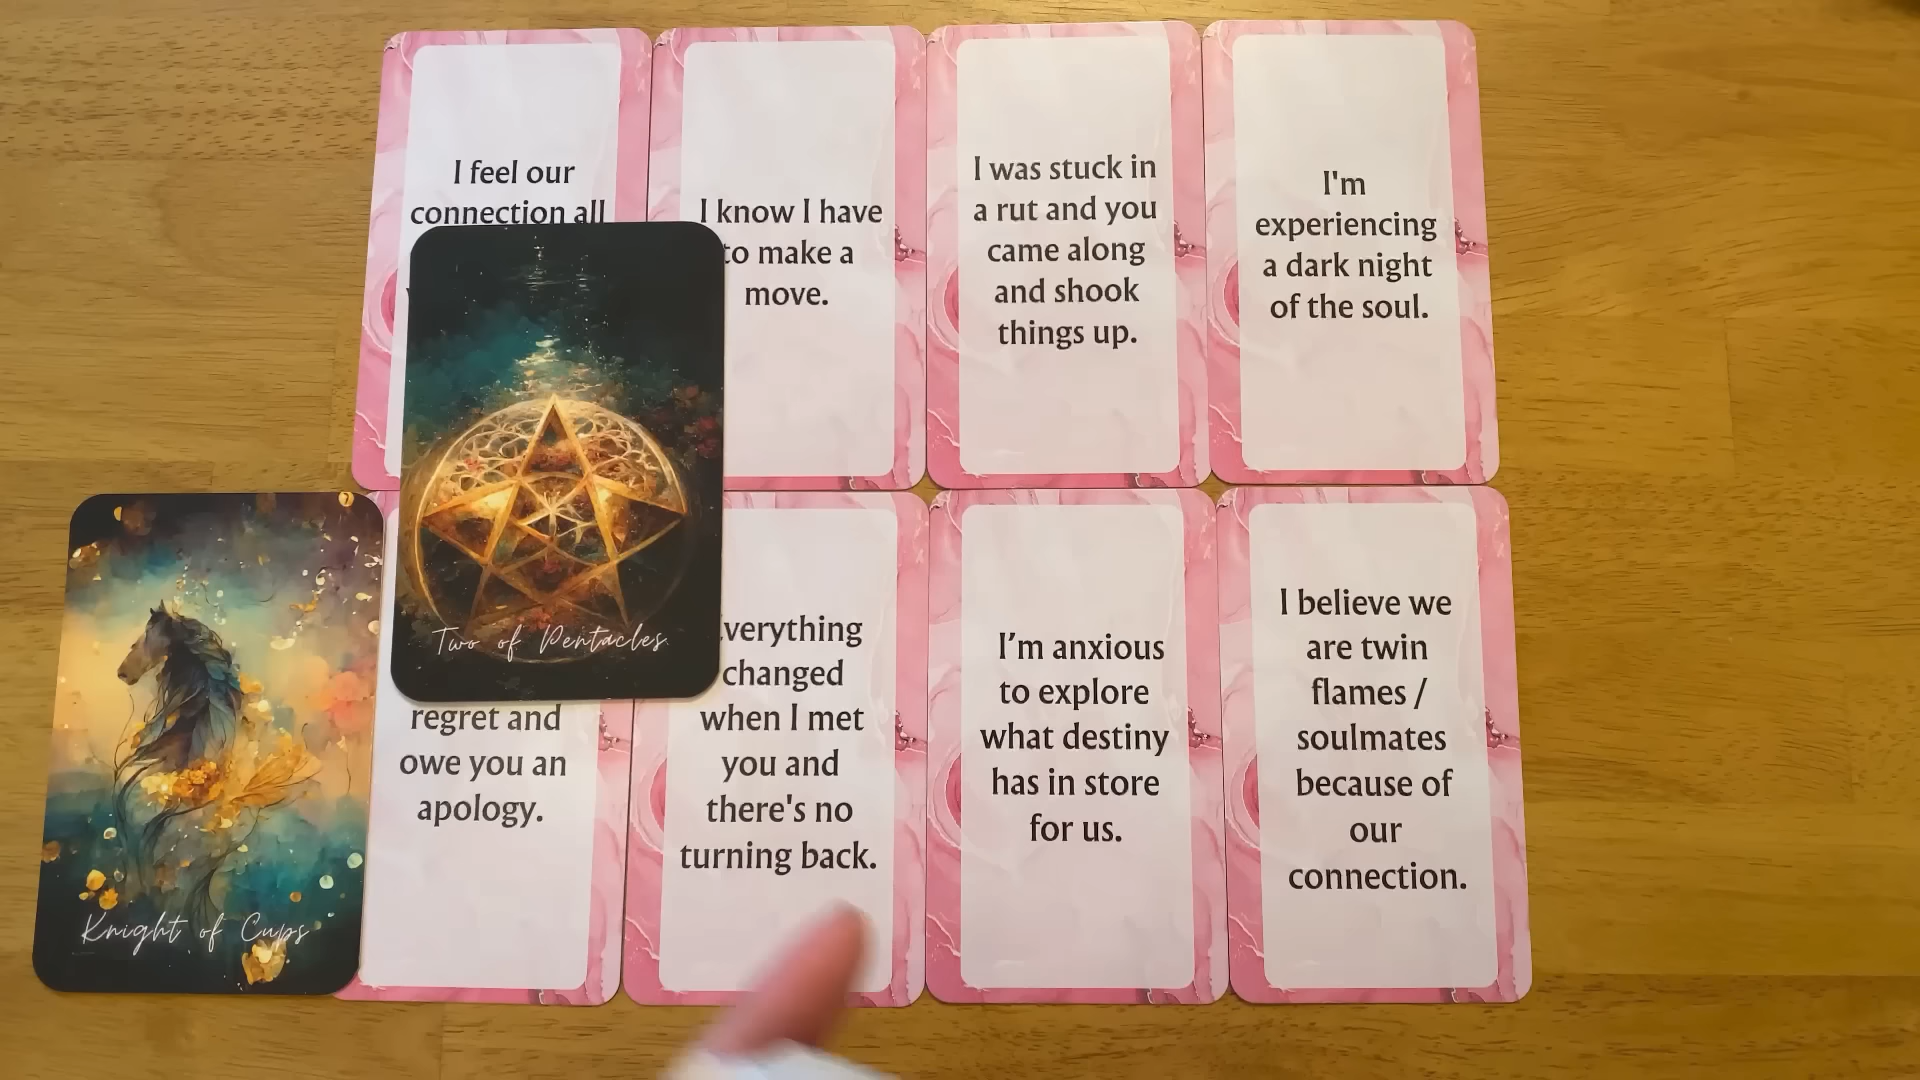 I feel our
connection all
I know I have
to make a
move.
I was stuck in
a rut and you
came along
and shook
things up.
I'm
experiencing
a dark night
of the soul.
Two of Pentacles
Knight of Cups
regret and
owe you an
apology.
Everything
changed
when I met
you and
there's no
turning back.
I'm anxious
to explore
what destiny
has in store
for us.
I believe we
are twin
flames /
soulmates
because of
our
connection.